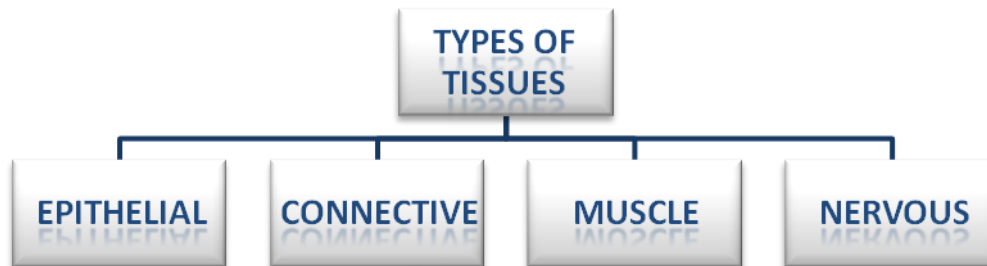 TYPES OF
TISSUES
EPITHELIAL
CONNECTIVE
MUSCLE
NERVOUS